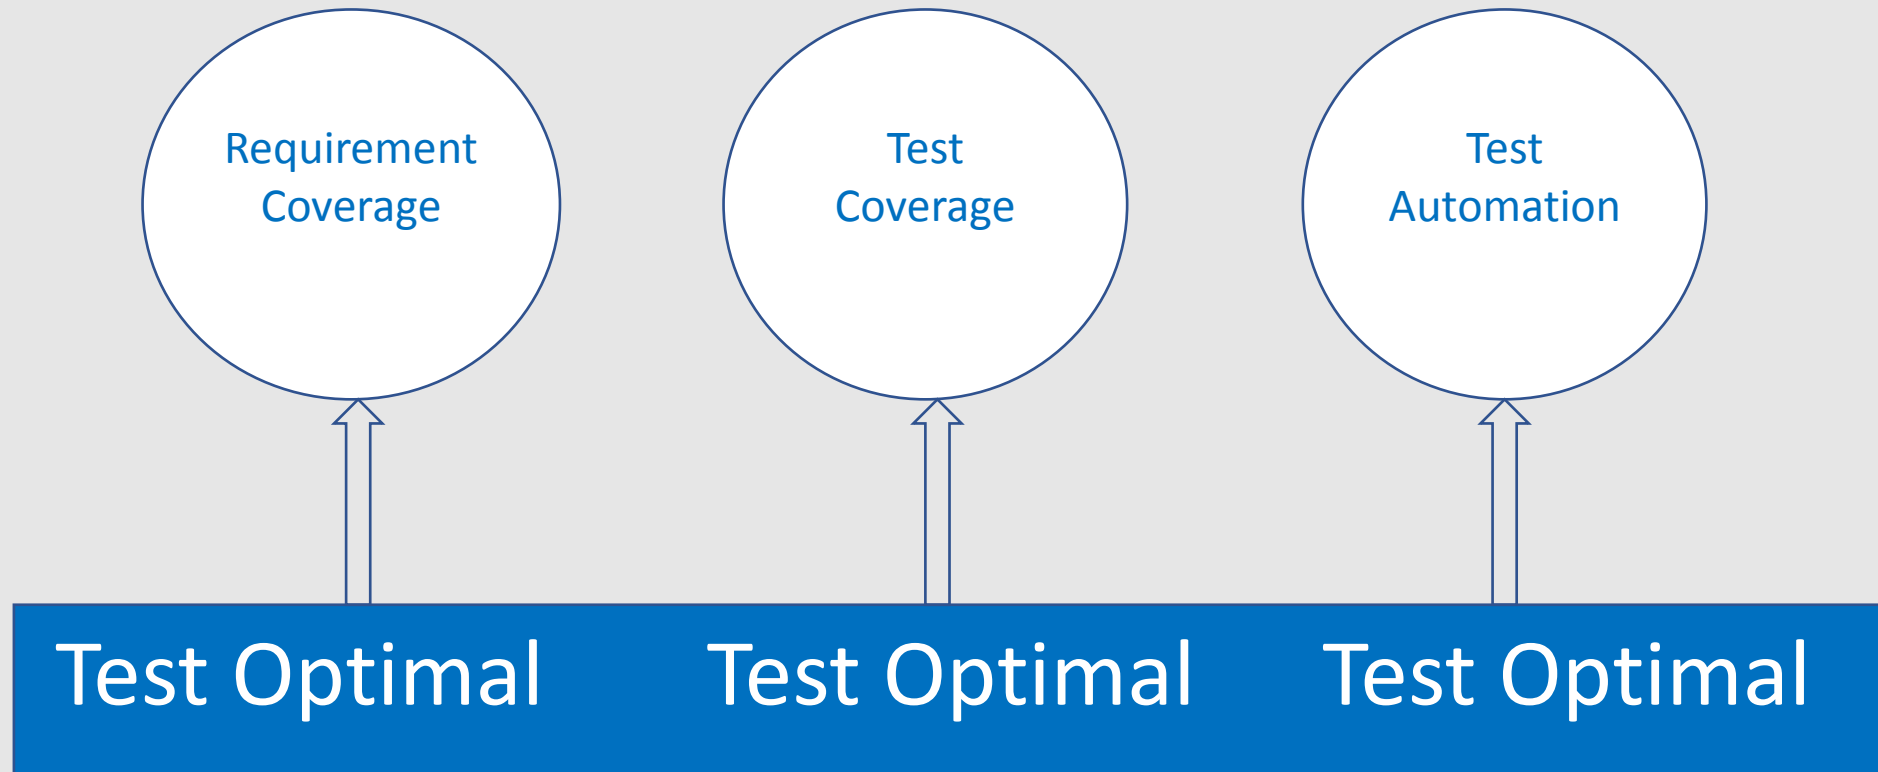 Requirement
Coverage
Test
Coverage
Test
Automation
Test Optimal
Test Optimal
Test Optimal